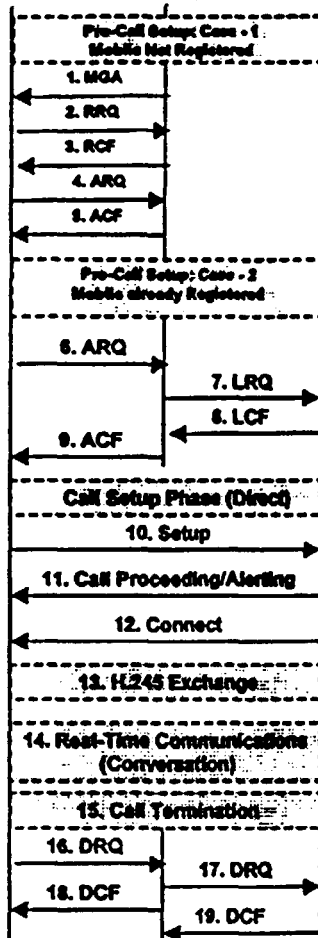 Pre-Call Setup: Case - 1
Mobile Not Registered
1. MGA
2. RRQ
3. RCF
4. ARQ
5. ACF
Pre-Call Setup: Case - 2
Mobile already Registered
6. ARQ
7. LRQ
8. LCF
9. ACF
Call Setup Phase (Direct)
10. Setup
11. Call Proceeding/Alerting
12. Connect
13. H.245 Exchange
14. Real-Time Communications
(Conversation)
15. Call Termination
16. DRQ
17. DRQ
18. DCF
19. DCF